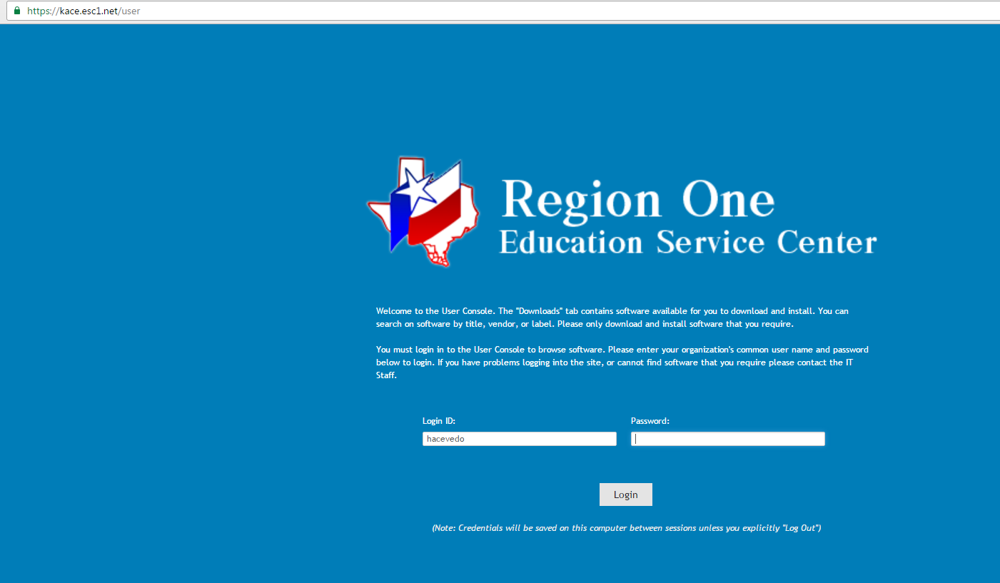 https://kace.esc1.net/user
Region One
Education Service Center
Welcome to the User Console. The "Downloads" tab contains software available for you to download and install. You can
search on software by title, vendor, or label. Please only download and install software that you require.
You must login in to the User Console to browse software. Please enter your organization's common user name and password
below to login. If you have problems logging into the site, or cannot find software that you require please contact the IT
Staff.
Login ID: Password:
hacevedo
Login
(Note: Credentials will be saved on this computer between sessions unless you explicitly "Log Out")